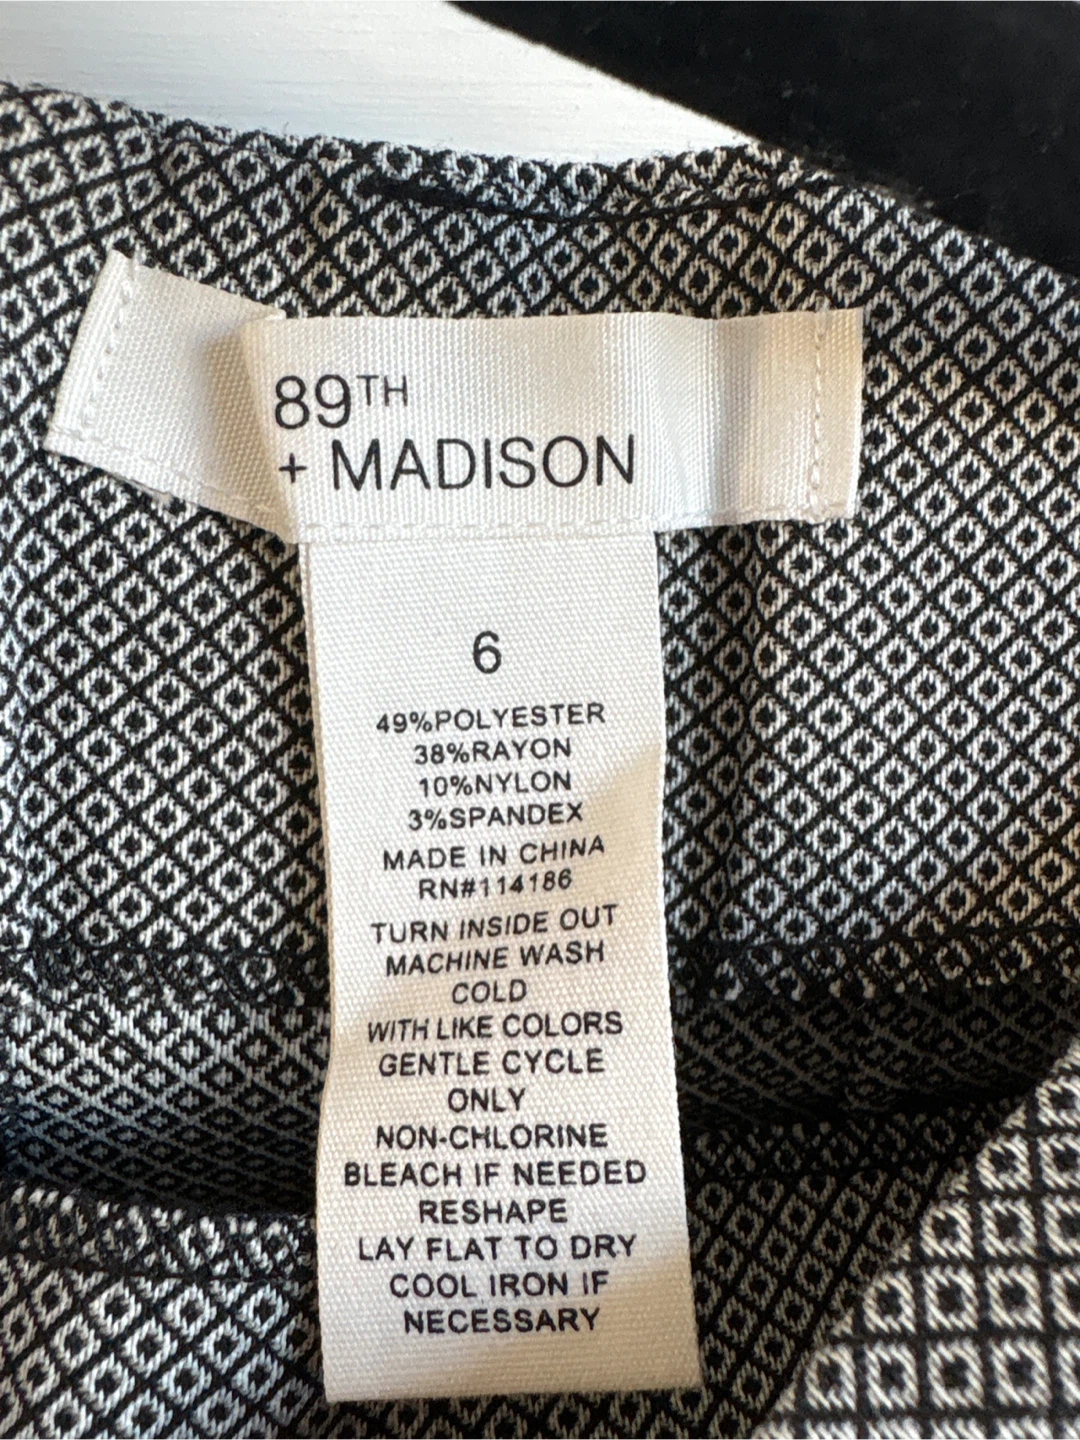 89TH
+ MADISON
6
49%POLYESTER
38%RAYON
10%NYLON
3%SPANDEX
MADE IN CHINA
RN#114186
TURN INSIDE OUT
MACHINE WASH
COLD
WITH LIKE COLORS
GENTLE CYCLE
ONLY
NON-CHLORINE
BLEACH IF NEEDED
RESHAPE
LAY FLAT TO DRY
COOL IRON IF
NECESSARY